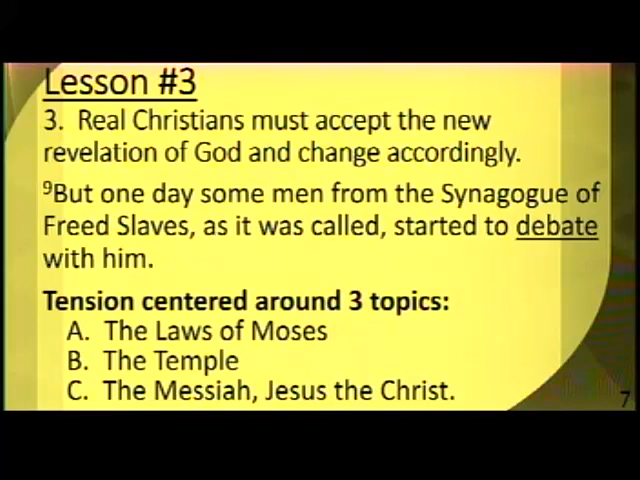 Lesson #3
3. Real Christians must accept the new
revelation of God and change accordingly.
⁹But one day some men from the Synagogue of
Freed Slaves, as it was called, started to debate
with him.
Tension centered around 3 topics:
A. The Laws of Moses
B. The Temple
C. The Messiah, Jesus the Christ.
7